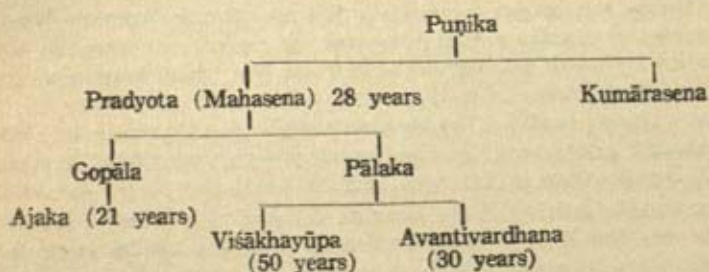 Puṇika
Pradyota (Mahasena) 28 years Kumārasena
Gopāla Pālaka
Ajaka (21 years)
Viśākhayūpa Avantivardhana
(50 years) (30 years)